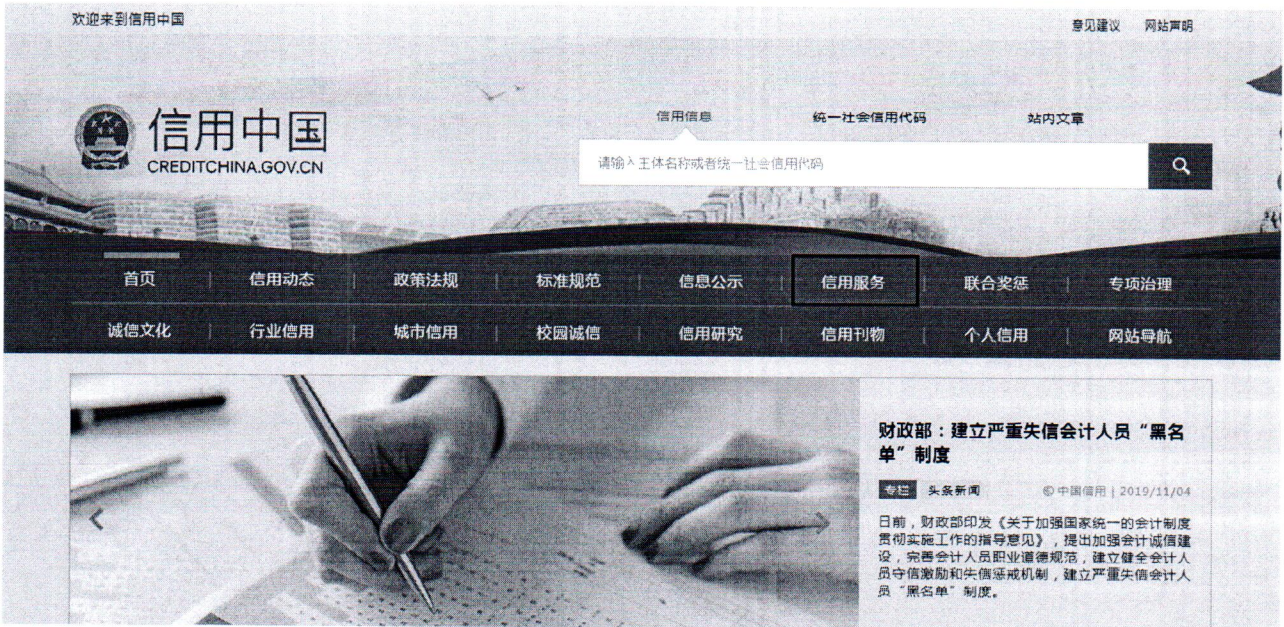 欢迎来到信用中国
意见建议 网站声明
信用信息 统一社会信用代码 站内文章
信用中国
CREDITCHINA.GOV.CN
请输入主体名称或者统一社会信用代码
首页 信用动态 政策法规 标准规范 信息公示 信用服务 联合奖惩 专项治理
诚信文化 行业信用 城市信用 校园诚信 信用研究 信用刊物 个人信用 网站导航
财政部：建立严重失信会计人员“黑名
单”制度
专栏 头条新闻 ©中国信用 | 2019/11/04
日前，财政部印发《关于加强国家统一的会计制度
贯彻实施工作的指导意见》，提出加强会计诚信建
设，完善会计人员职业道德规范，建立健全会计人
员守信激励和失信惩戒机制，建立严重失信会计人
员“黑名单”制度。